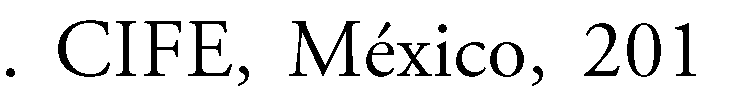 . CIFE, México, 201